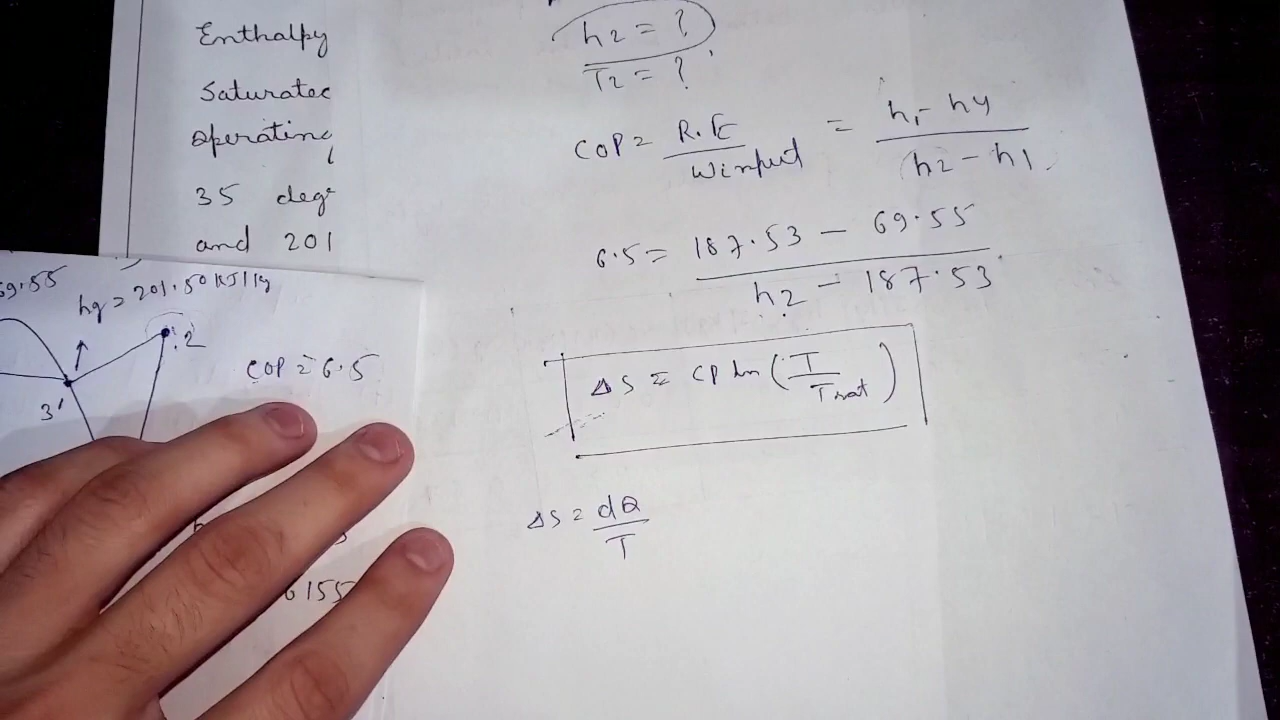 Enthalpy
Saturated
operating
35 deg
and 201
69.55
hg = 201.50 KJ/kg
.2
3'
COP = 6.5
6155
h2 = ?
T2 = ?
COP = R.E / Winput = h1 - h4 / h2 - h1
6.5 = 187.53 - 69.55 / h2 - 187.53
ΔS = CP ln (T / Tsat)
ΔS = dQ / T